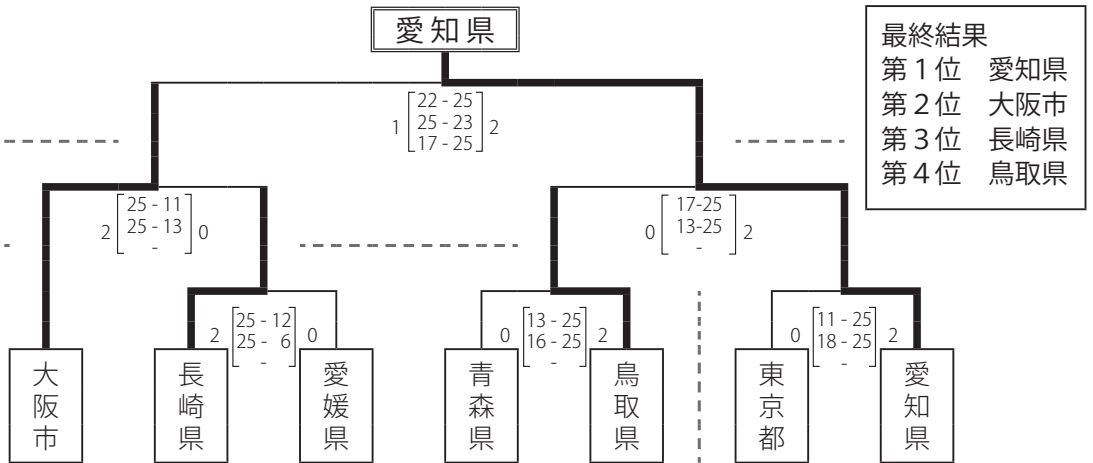 愛知県
最終結果
第1位　愛知県
第2位　大阪市
第3位　長崎県
第4位　鳥取県
22 - 25
1 25 - 23 2
17 - 25
25 - 11
2 25 - 13 0
-
17-25
0 13-25 2
-
25 - 12
2 25 - 6 0
-
13 - 25
0 16 - 25 2
-
11 - 25
0 18 - 25 2
-
大阪市
長崎県
愛媛県
青森県
鳥取県
東京都
愛知県